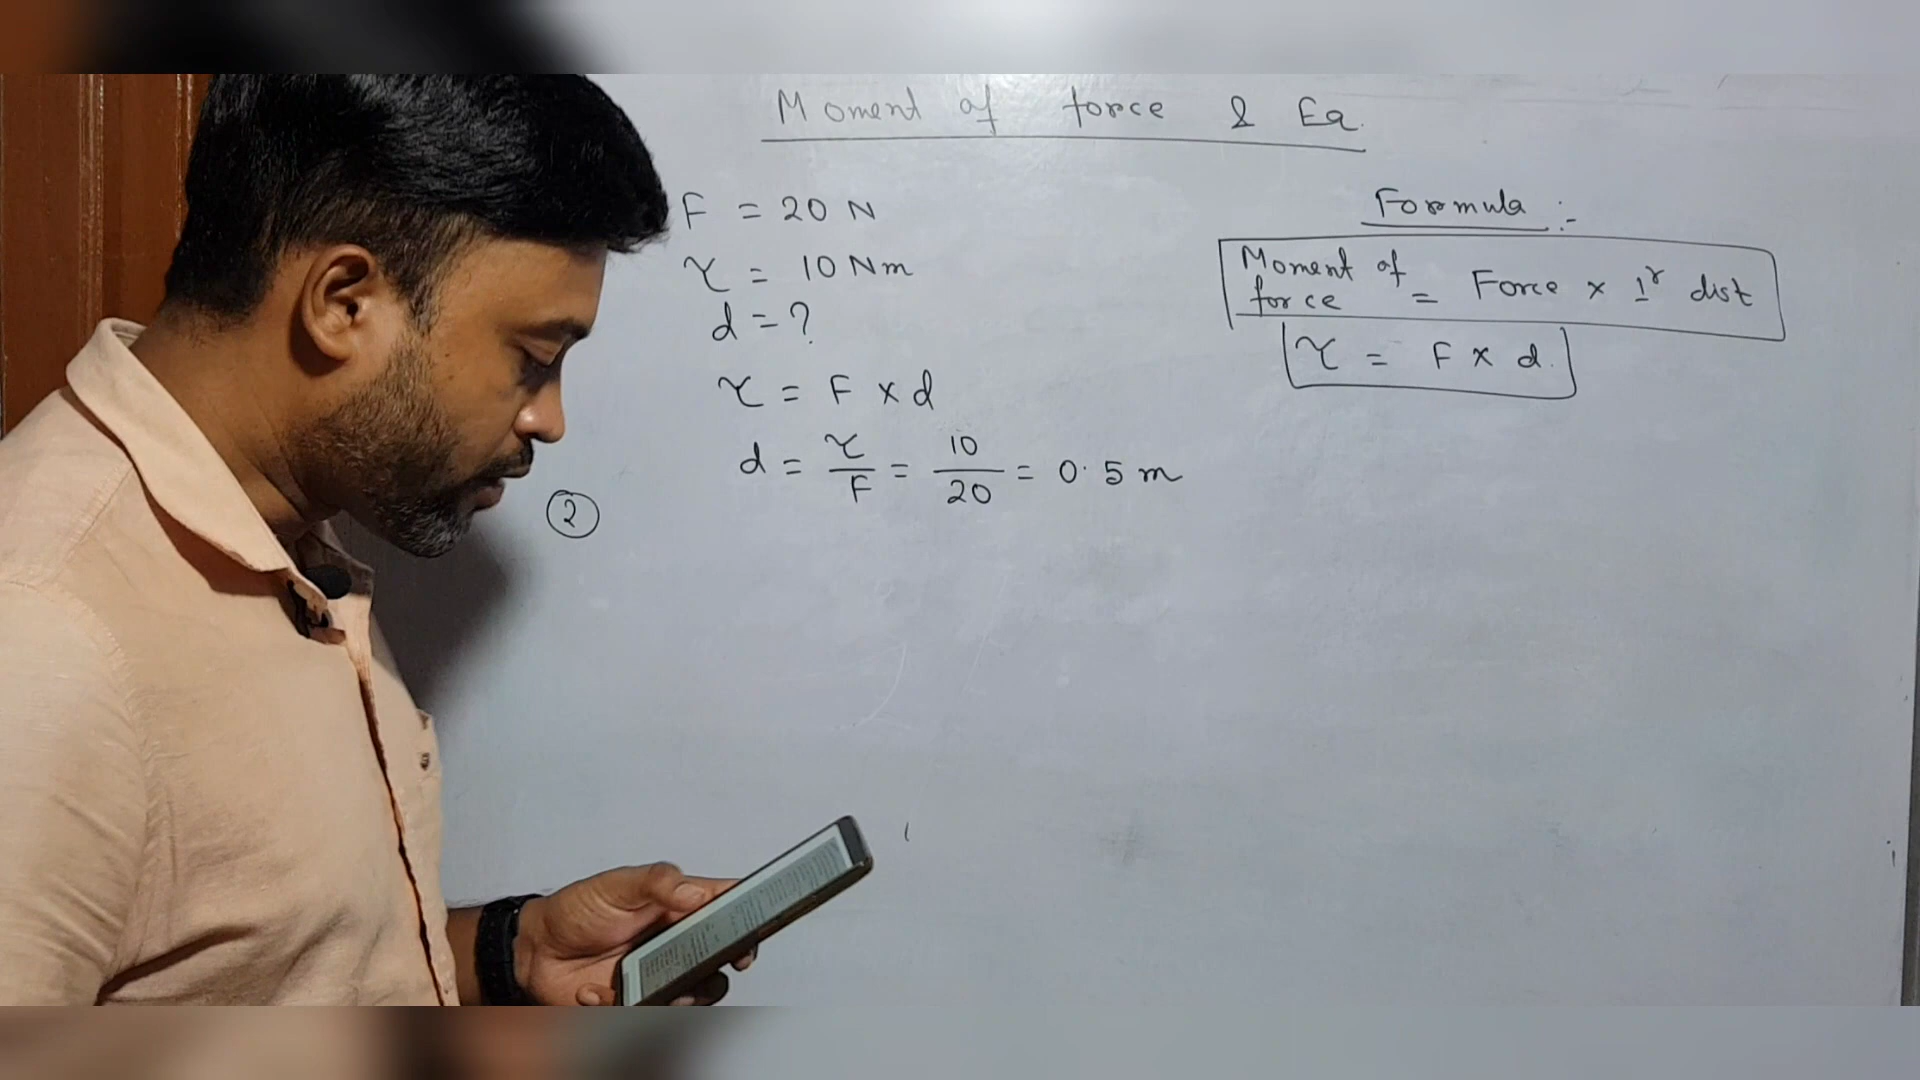 Moment of force & Eq.
F = 20 N
τ = 10 Nm
d = ?
τ = F × d
d = τ/F = 10/20 = 0.5 m
②
Formula :-
Moment of force = Force × ⊥r dist
τ = F × d.